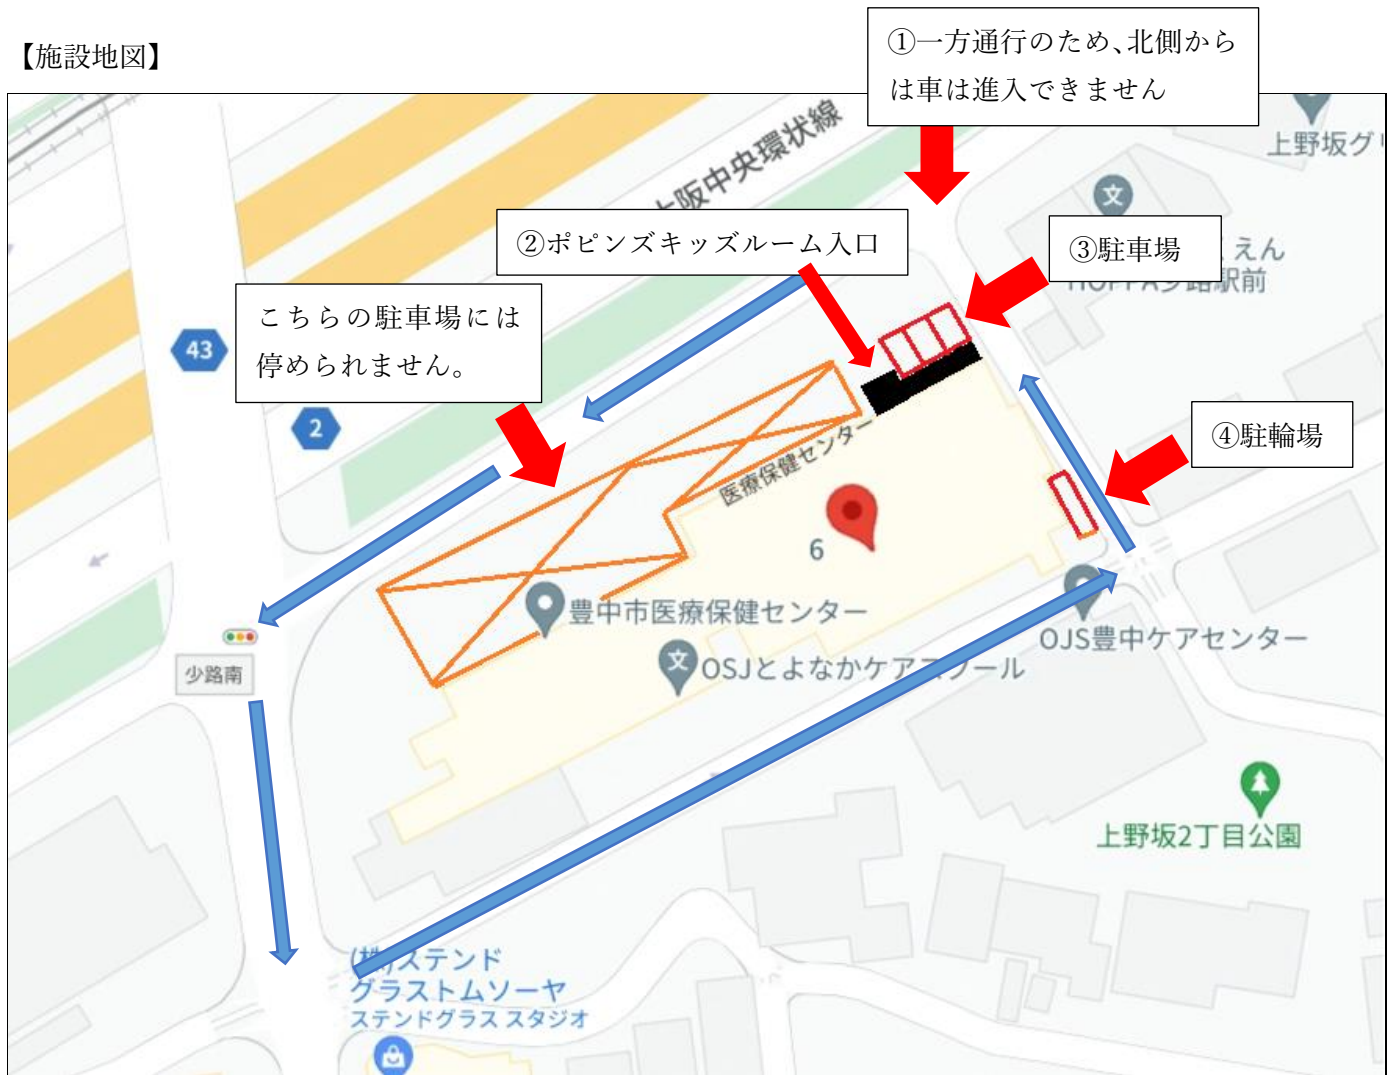 【施設地図】
①一方通行のため、北側から
は車は進入できません
上野坂グ
阪中央環状線
②ポピンズキッズルーム入口
③駐車場
えん
HOPPA少路駅前
こちらの駐車場には
停められません。
43
2
④駐輪場
医療保健センター
6
豊中市医療保健センター
OJS豊中ケアセンター
OSJとよなかケアスクール
少路南
上野坂2丁目公園
(株)ステンド
グラストムソーヤ
ステンドグラス スタジオ